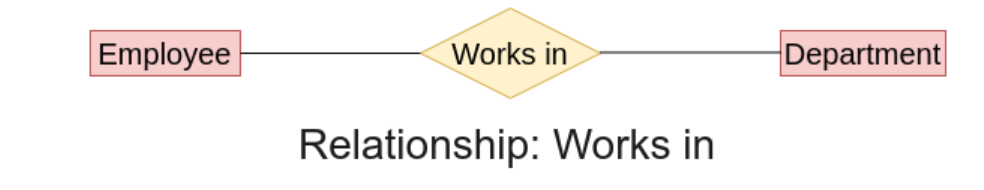 Employee Works in Department
Relationship: Works in